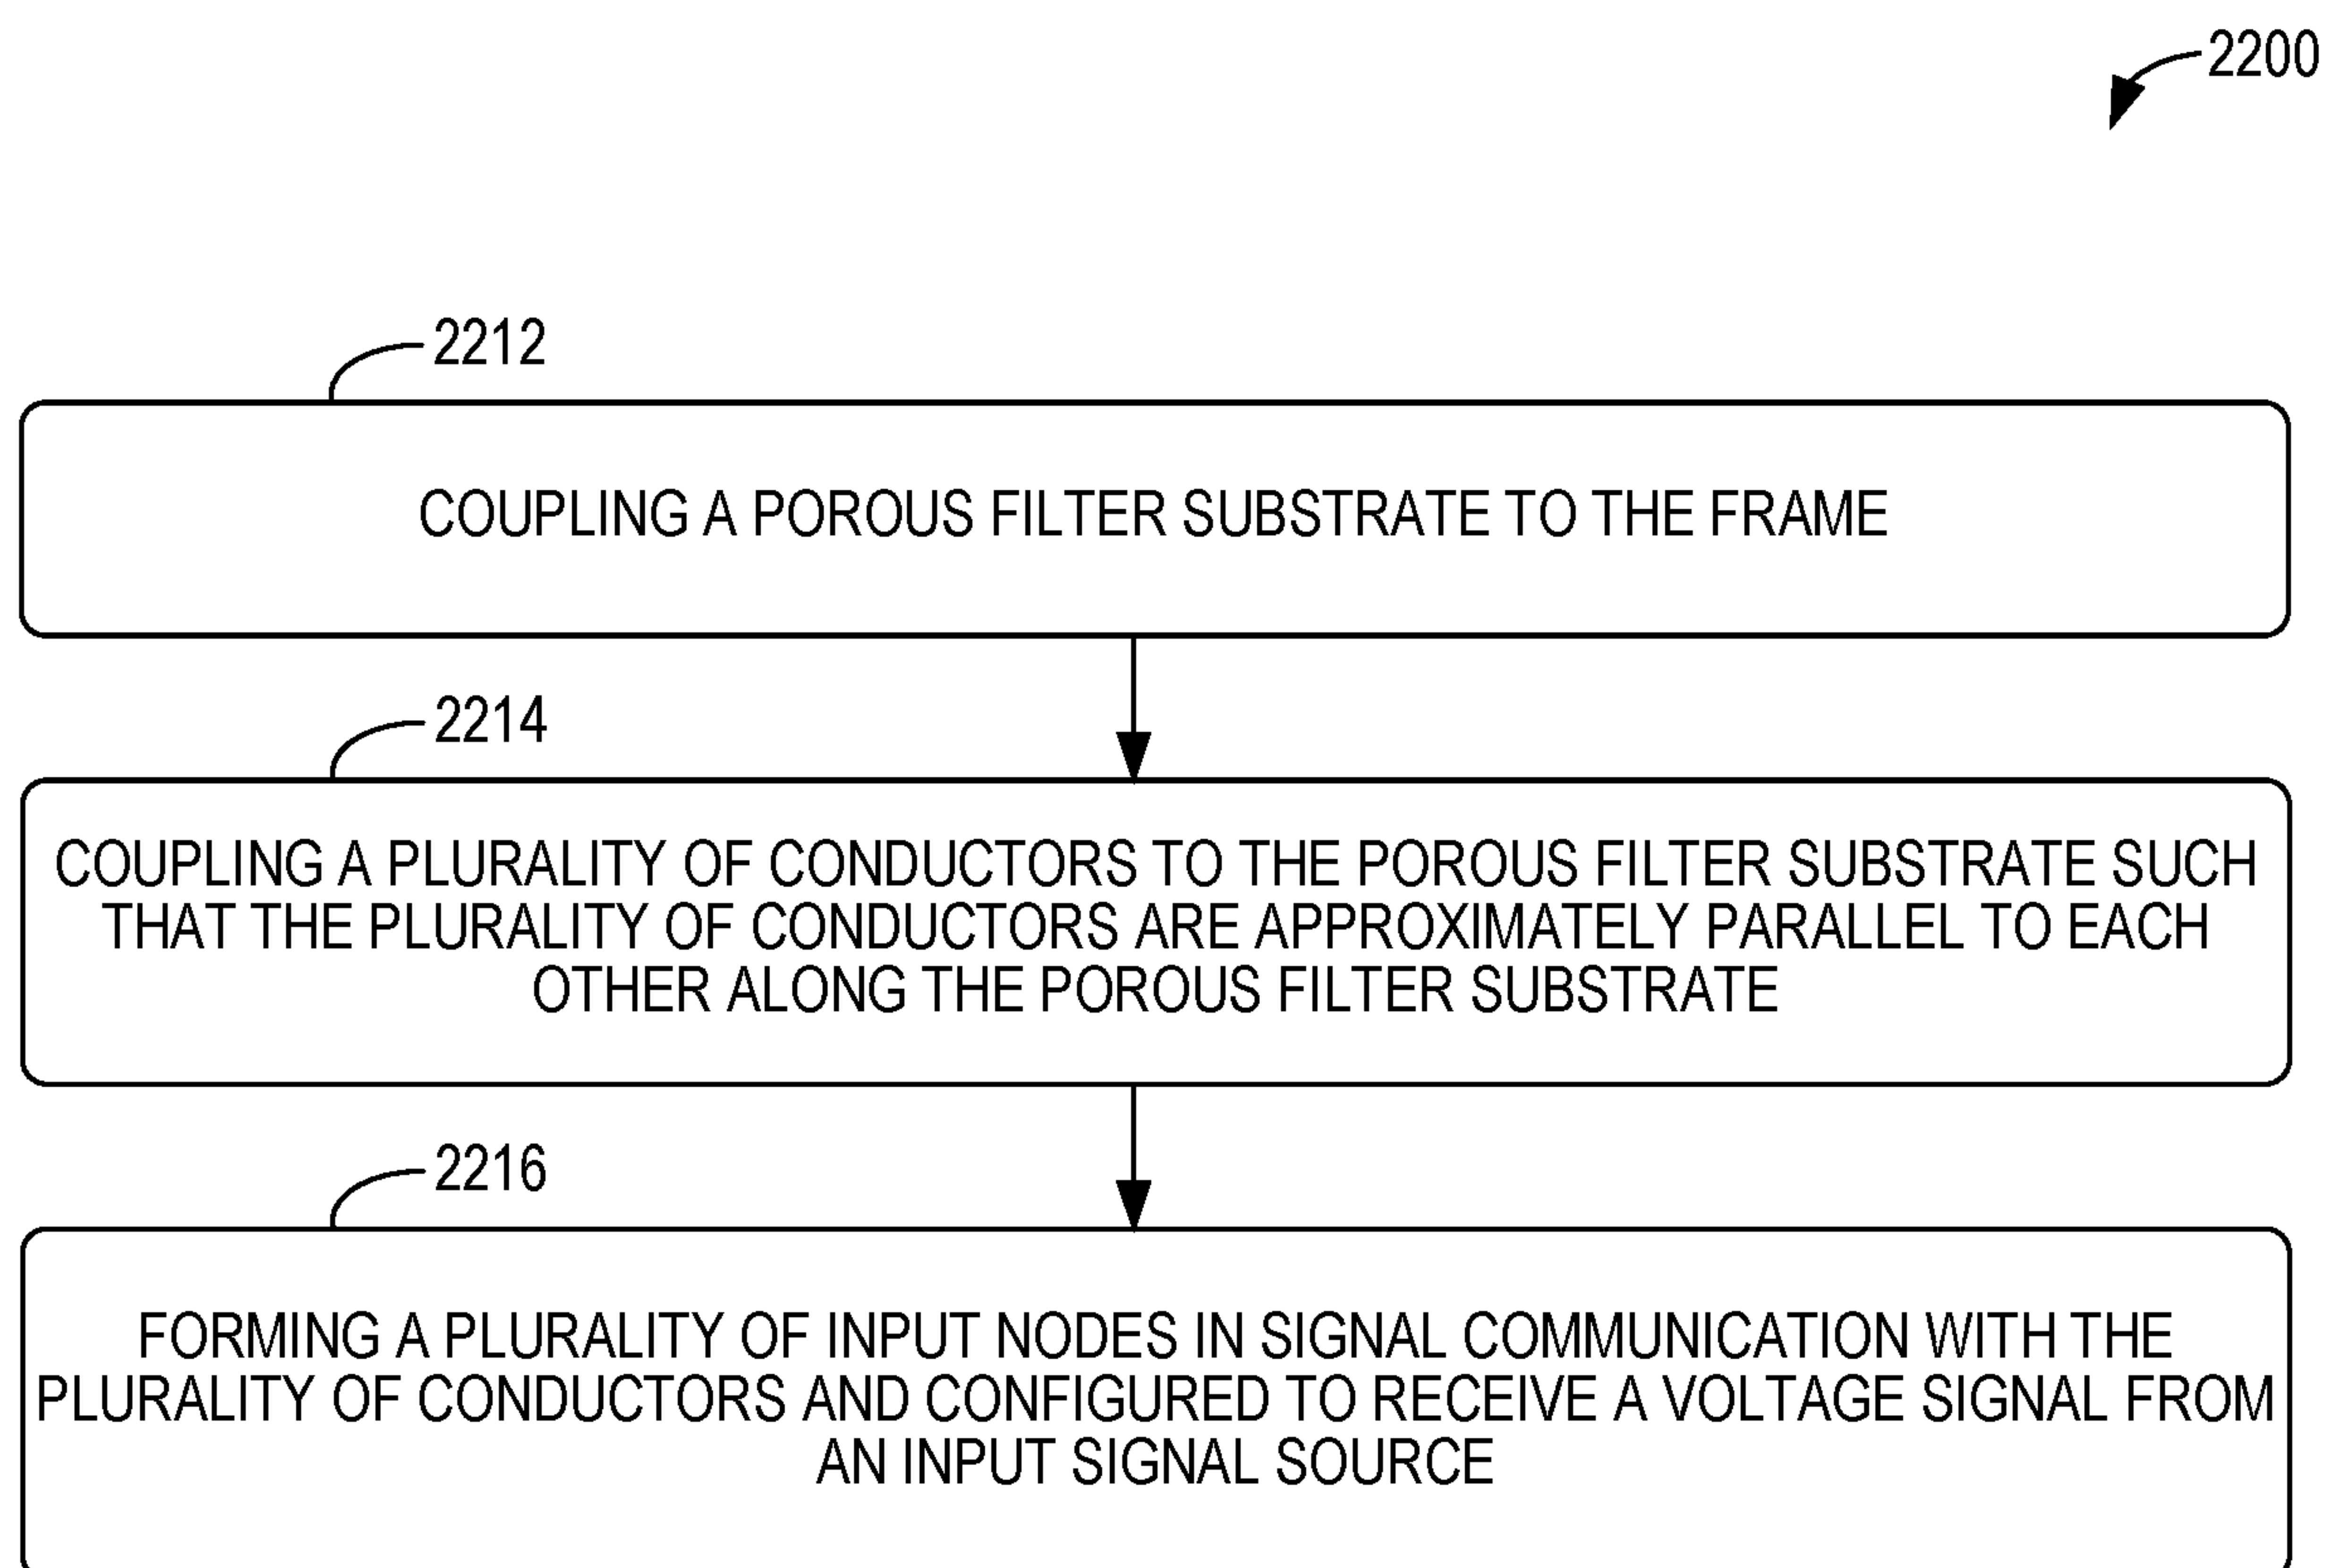 2200
2212
COUPLING A POROUS FILTER SUBSTRATE TO THE FRAME
2214
COUPLING A PLURALITY OF CONDUCTORS TO THE POROUS FILTER SUBSTRATE SUCH
THAT THE PLURALITY OF CONDUCTORS ARE APPROXIMATELY PARALLEL TO EACH
OTHER ALONG THE POROUS FILTER SUBSTRATE
2216
FORMING A PLURALITY OF INPUT NODES IN SIGNAL COMMUNICATION WITH THE
PLURALITY OF CONDUCTORS AND CONFIGURED TO RECEIVE A VOLTAGE SIGNAL FROM
AN INPUT SIGNAL SOURCE